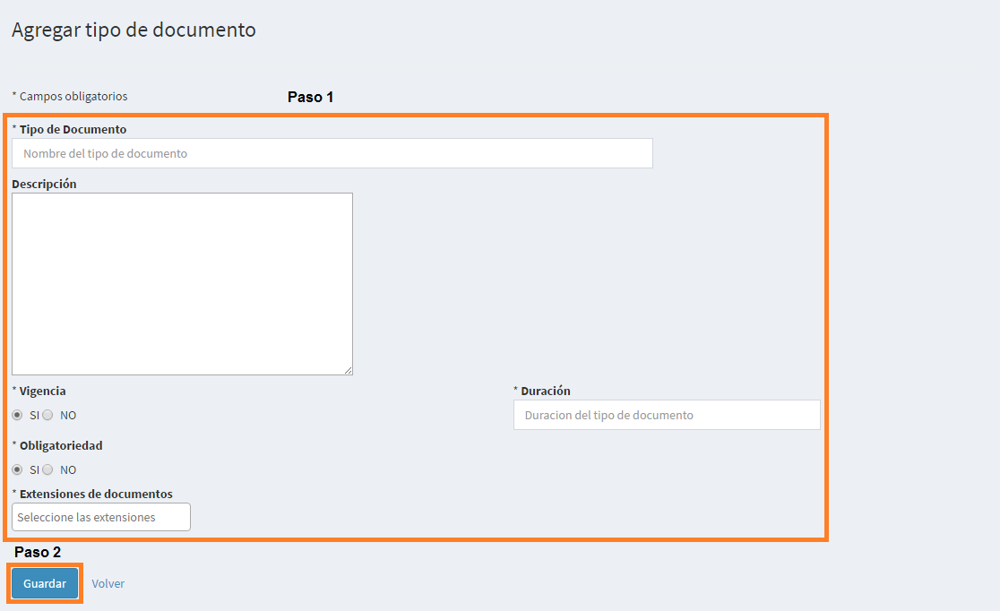 Agregar tipo de documento
* Campos obligatorios
Paso 1
* Tipo de Documento
Nombre del tipo de documento
Descripción
* Vigencia
SI NO
* Duración
Duracion del tipo de documento
* Obligatoriedad
SI NO
* Extensiones de documentos
Seleccione las extensiones
Paso 2
Guardar Volver